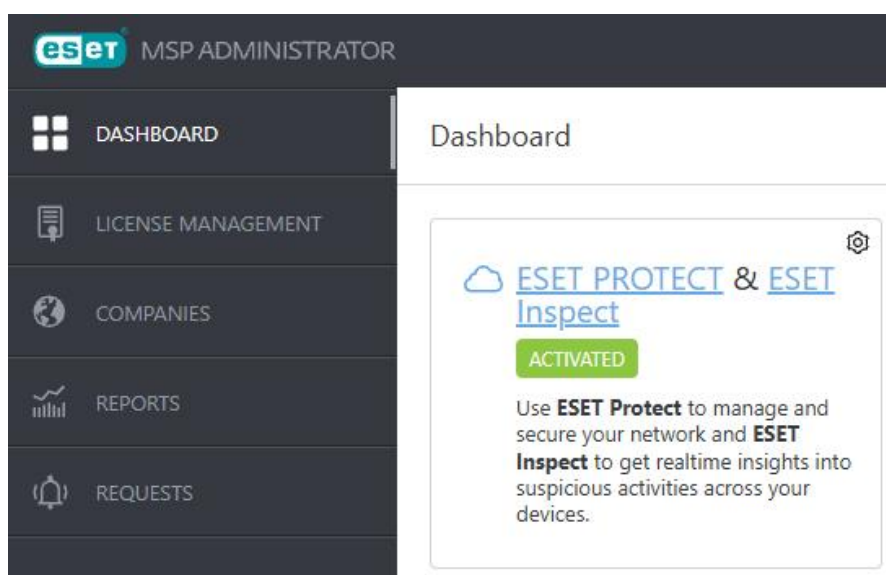 eseT MSP ADMINISTRATOR
DASHBOARD
LICENSE MANAGEMENT
COMPANIES
REPORTS
REQUESTS
Dashboard
ESET PROTECT & ESET
Inspect
ACTIVATED
Use ESET Protect to manage and
secure your network and ESET
Inspect to get realtime insights into
suspicious activities across your
devices.